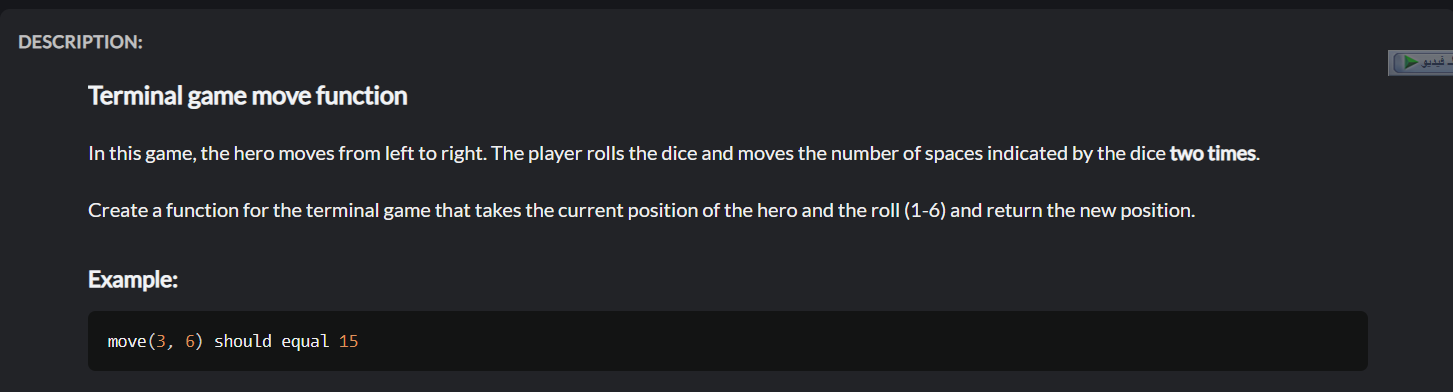 DESCRIPTION:
فيديو
Terminal game move function
In this game, the hero moves from left to right. The player rolls the dice and moves the number of spaces indicated by the dice two times.
Create a function for the terminal game that takes the current position of the hero and the roll (1-6) and return the new position.
Example:
move(3, 6) should equal 15